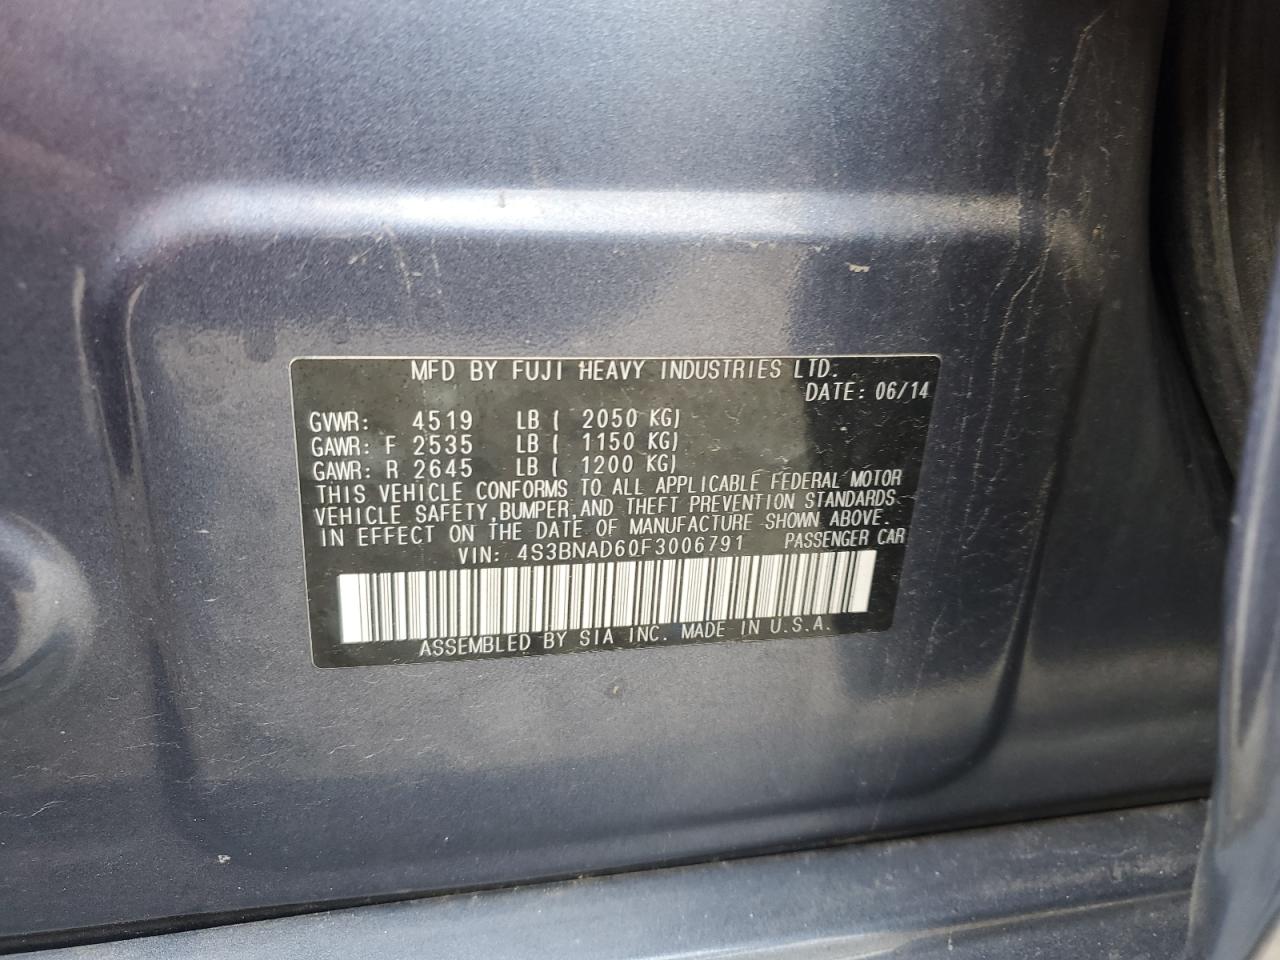 MFD BY FUJI HEAVY INDUSTRIES LTD.
DATE: 06/14
GVWR: 4519 LB ( 2050 KG)
GAWR: F 2535 LB ( 1150 KG)
GAWR: R 2645 LB ( 1200 KG)
THIS VEHICLE CONFORMS TO ALL APPLICABLE FEDERAL MOTOR
VEHICLE SAFETY, BUMPER, AND THEFT PREVENTION STANDARDS
IN EFFECT ON THE DATE OF MANUFACTURE SHOWN ABOVE.
VIN: 4S3BNAD60F3006791 PASSENGER CAR
ASSEMBLED BY SIA INC. MADE IN U.S.A.